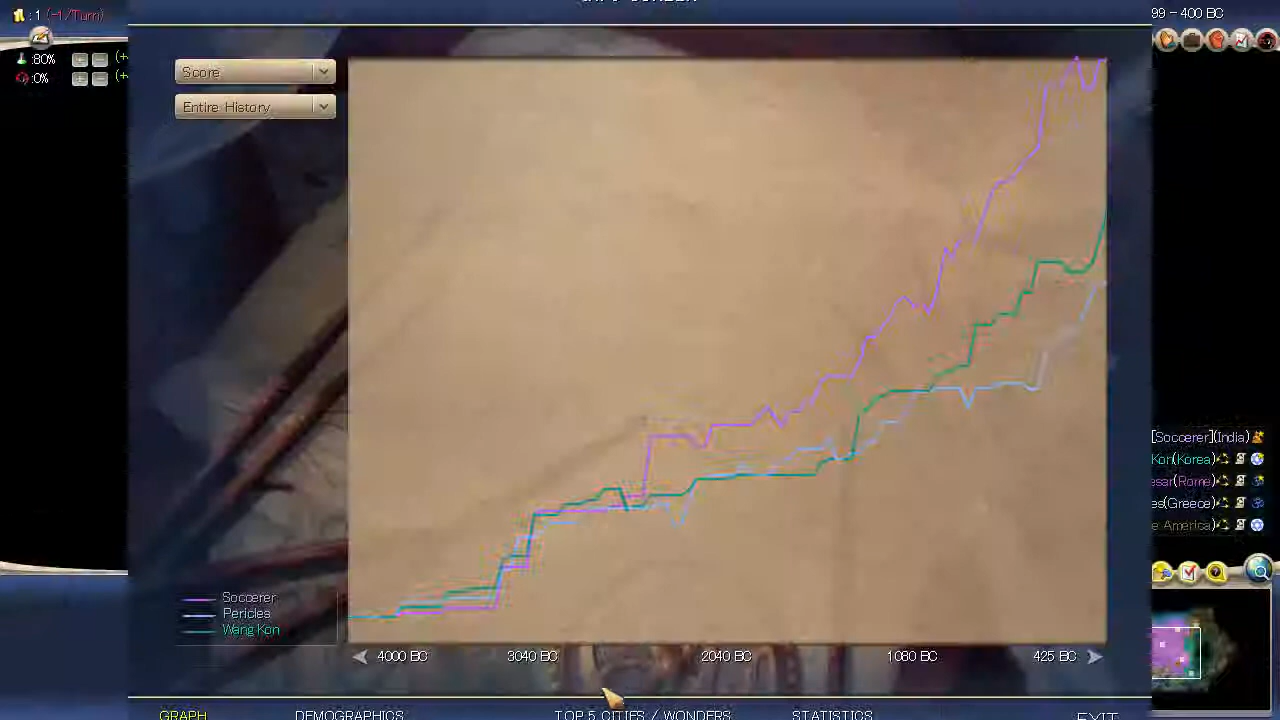 : 1 (-1/Turn)
99 - 400 BC
:80%
:0%
Score
Entire History
[Soccerer](India)
Kon(Korea)
esar(Rome)
es(Greece)
e America)
Soccerer
Pericles
Wang Kon
4000 BC 3040 BC 2040 BC 1080 BC 425 BC
GRAPH DEMOGRAPHICS TOP 5 CITIES / WONDERS STATISTICS EXIT